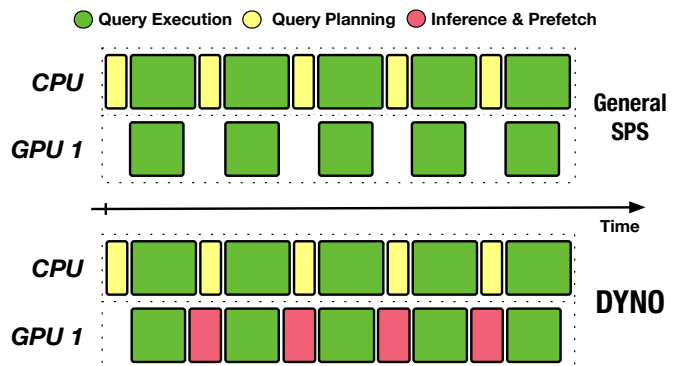 Query Execution Query Planning Inference & Prefetch
CPU
GPU 1
General
SPS
Time
CPU
GPU 1
DYNO